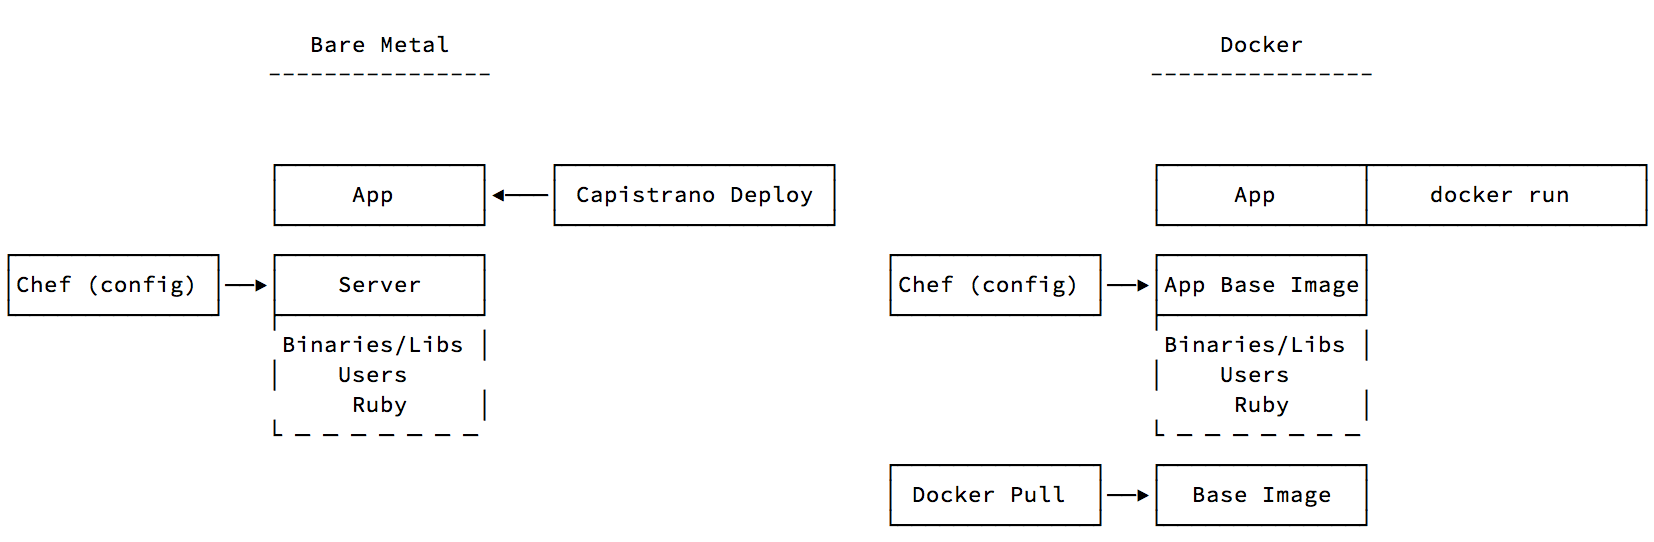 Bare Metal
App
Capistrano Deploy
Chef (config)
Server
Binaries/Libs
Users
Ruby
Docker
App
docker run
Chef (config)
App Base Image
Binaries/Libs
Users
Ruby
Docker Pull
Base Image